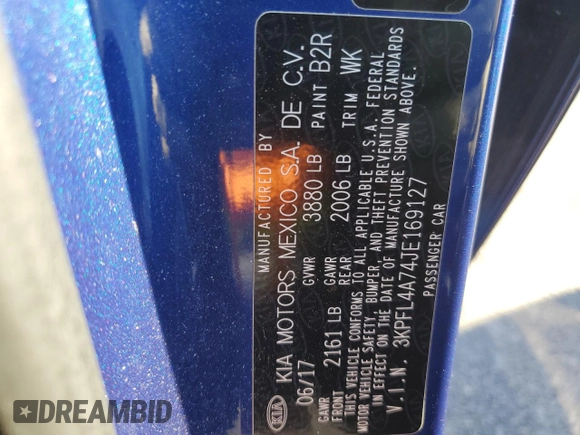 MANUFACTURED BY
KIA KIA MOTORS MEXICO S.A. DE C.V.
06/17 GVWR 3880 LB PAINT B2R
GAWR FRONT 2161 LB GAWR REAR 2006 LB TRIM WK
THIS VEHICLE CONFORMS TO ALL APPLICABLE U.S.A. FEDERAL
MOTOR VEHICLE SAFETY, BUMPER, AND THEFT PREVENTION STANDARDS
IN EFFECT ON THE DATE OF MANUFACTURE SHOWN ABOVE.
V.I.N. 3KPFL4A74JE169127
PASSENGER CAR
DREAMBID